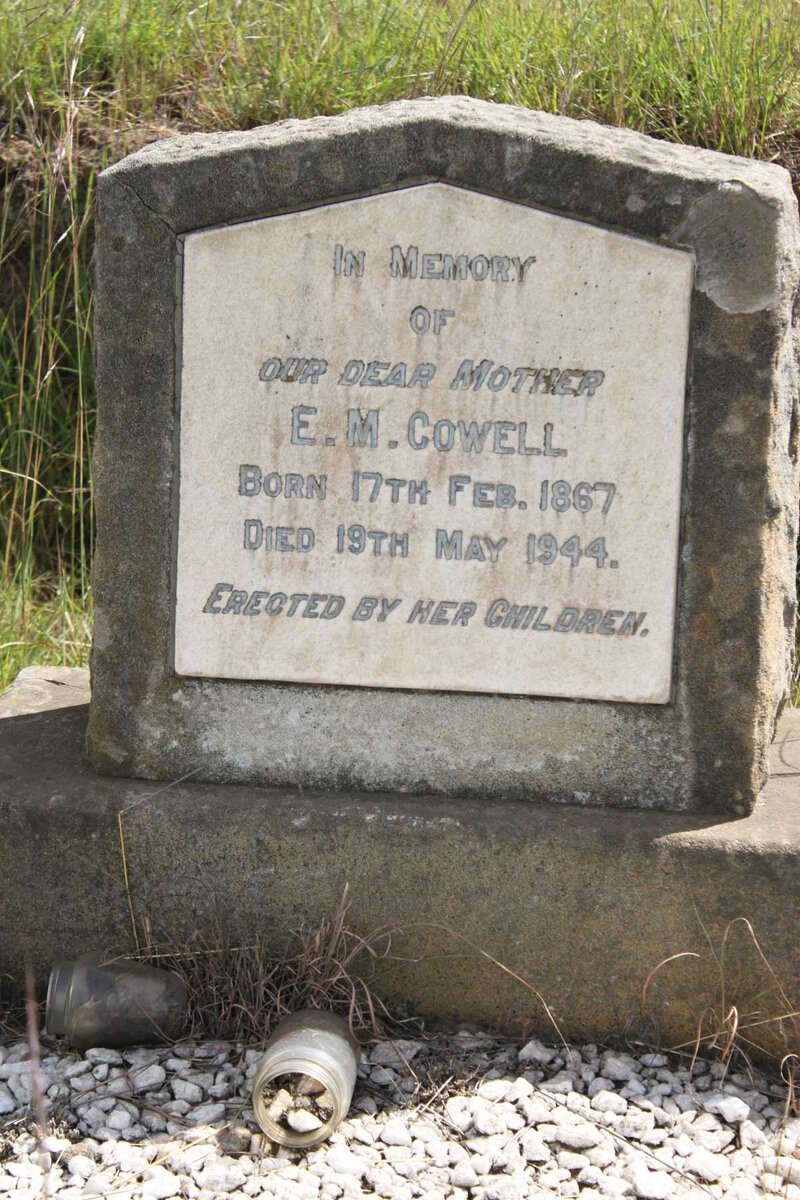 In Memory
of
our dear Mother
E. M. Cowell
Born 17th Feb. 1867
Died 19th May 1944.
Erected by her Children.